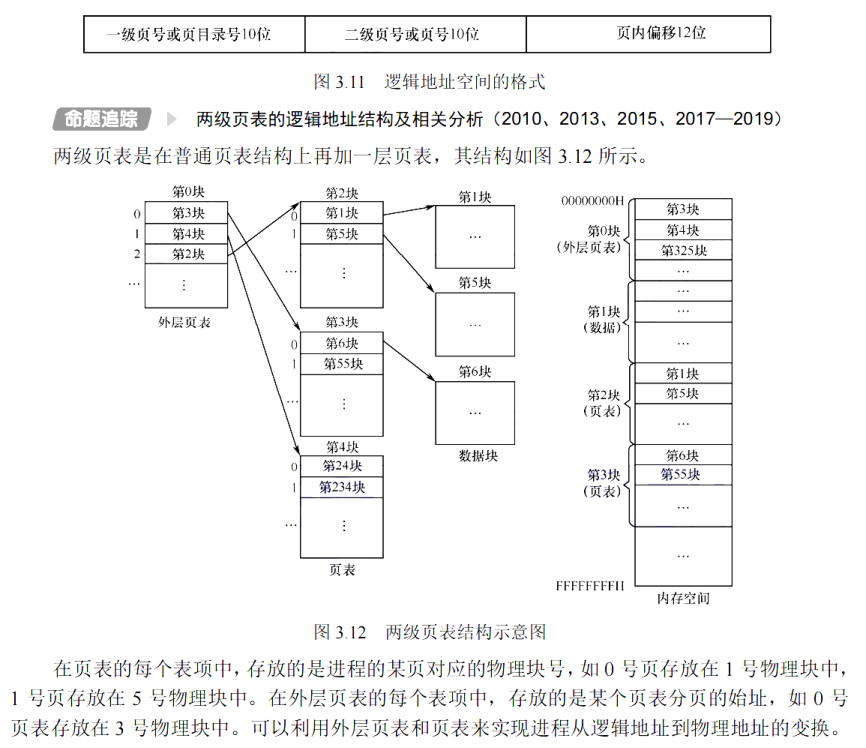 一级页号或页目录号10位 二级页号或页号10位 页内偏移12位
图 3.11 逻辑地址空间的格式
命题追踪 两级页表的逻辑地址结构及相关分析（2010、2013、2015、2017—2019）
两级页表是在普通页表结构上再加一层页表，其结构如图 3.12 所示。
第0块
0 第3块
1 第4块
2 第2块
… ⋮
外层页表
第2块
0 第1块
1 第5块
… ⋮
第3块
0 第6块
1 第55块
… ⋮
第4块
0 第24块
1 第234块
… ⋮
页表
第1块
…
第5块
…
第6块
…
数据块
00000000H
第0块
(外层页表)
第3块
第4块
第325块
…
第1块
(数据)
…
…
…
第2块
(页表)
第1块
第5块
…
第3块
(页表)
第6块
第55块
…
…
FFFFFFFFH
内存空间
图 3.12 两级页表结构示意图
在页表的每个表项中，存放的是进程的某页对应的物理块号，如 0 号页存放在 1 号物理块中，
1 号页存放在 5 号物理块中。在外层页表的每个表项中，存放的是某个页表分页的始址，如 0 号
页表存放在 3 号物理块中。可以利用外层页表和页表来实现进程从逻辑地址到物理地址的变换。